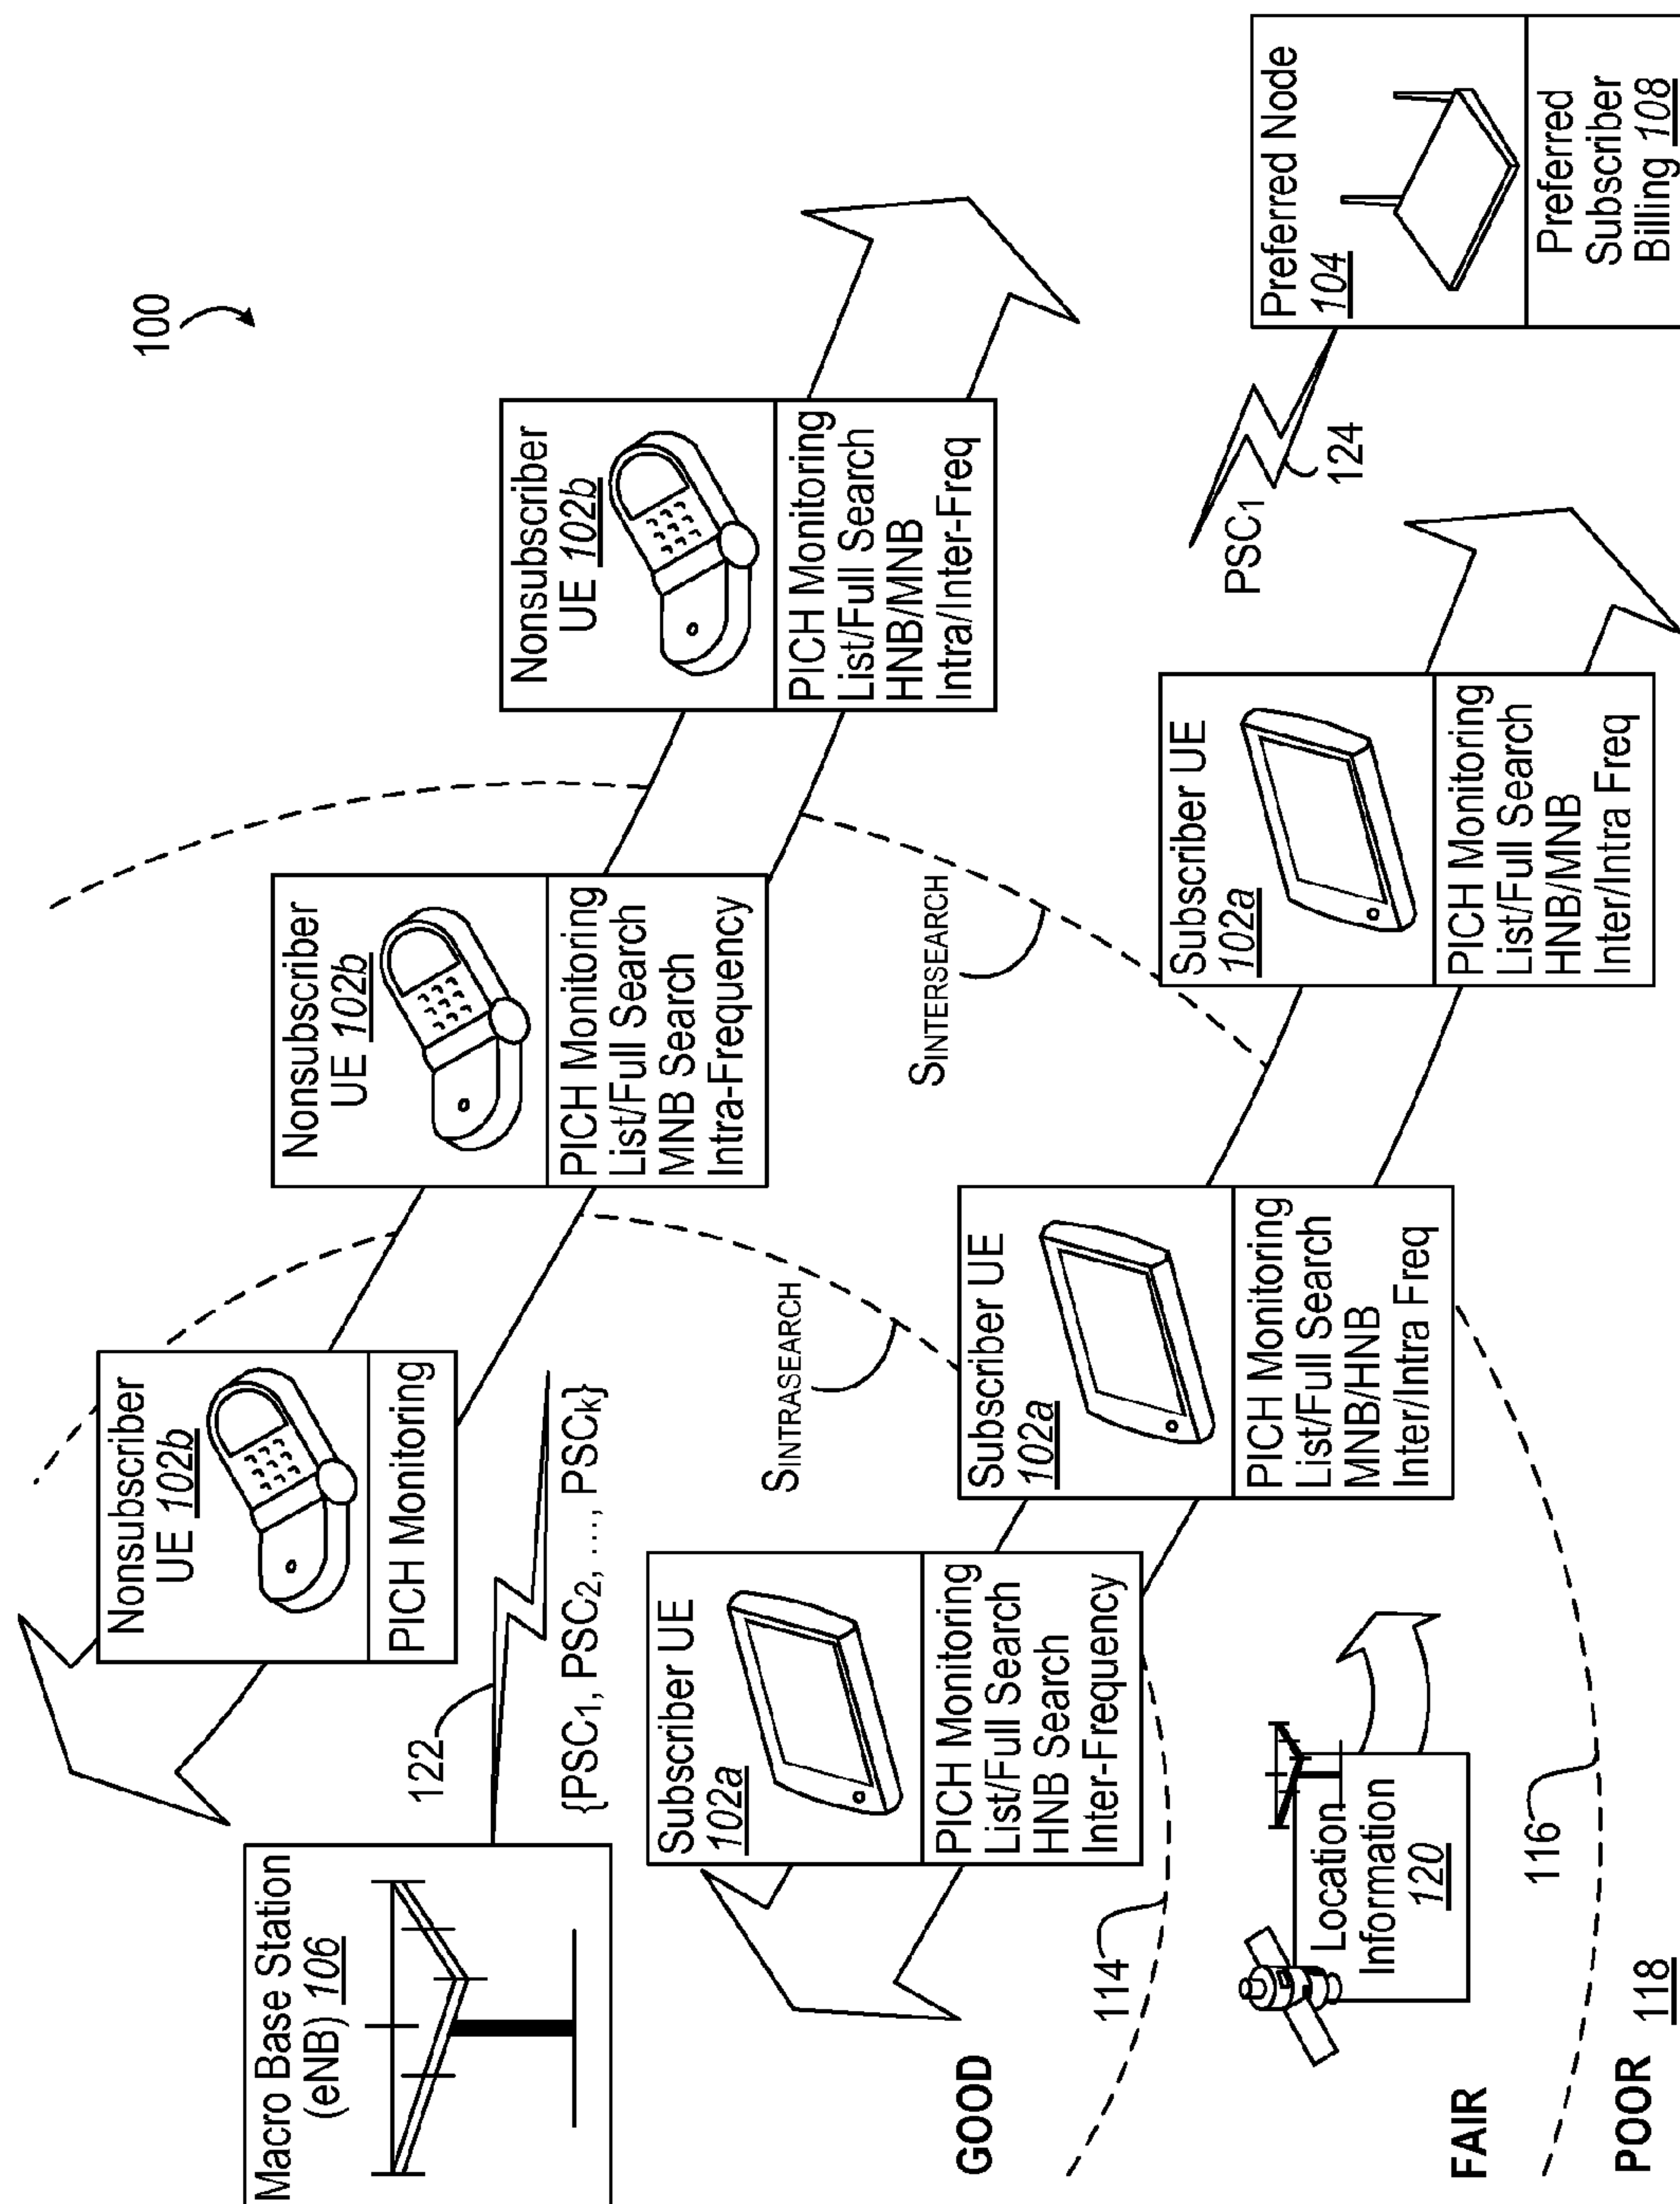 100
Macro Base Station
(eNB) 106
122
{PSC1, PSC2, ..., PSCk}
Nonsubscriber
UE 102b
PICH Monitoring
Nonsubscriber
UE 102b
PICH Monitoring
List/Full Search
MNB Search
Intra-Frequency
Nonsubscriber
UE 102b
PICH Monitoring
List/Full Search
HNB/MNB
Intra/Inter-Freq
SINTRASEARCH
SINTERSEARCH
Subscriber UE
102a
PICH Monitoring
List/Full Search
HNB Search
Inter-Frequency
Subscriber UE
102a
PICH Monitoring
List/Full Search
MNB/HNB
Inter/Intra Freq
Subscriber UE
102a
PICH Monitoring
List/Full Search
HNB/MNB
Inter/Intra Freq
PSC1
124
Preferred Node
104
Preferred
Subscriber
Billing 108
GOOD
114
Location
Information
120
FAIR
116
POOR 118